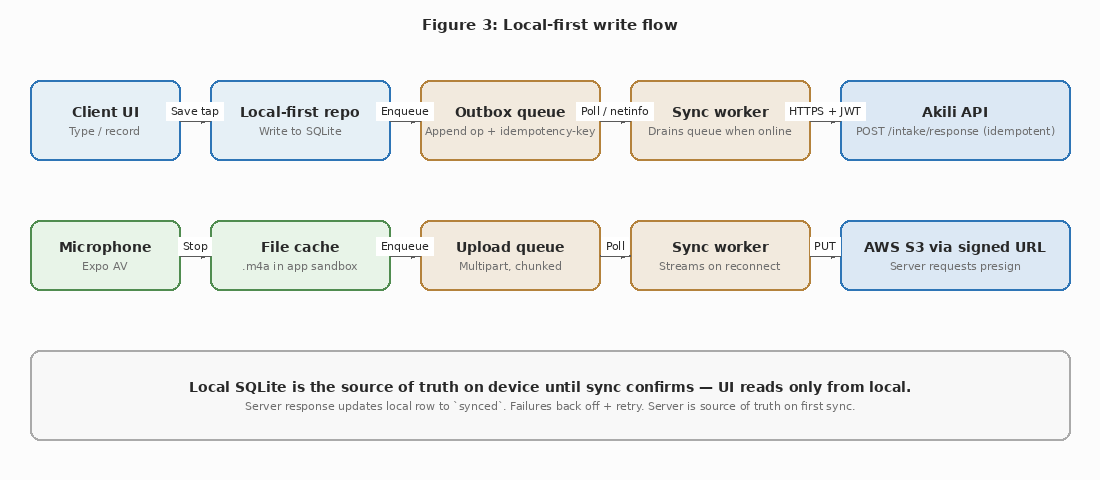 Figure 3: Local-first write flow
Client UI
Type / record
Save tap
Local-first repo
Write to SQLite
Enqueue
Outbox queue
Append op + idempotency-key
Poll / netinfo
Sync worker
Drains queue when online
HTTPS + JWT
Akili API
POST /intake/response (idempotent)
Microphone
Expo AV
Stop
File cache
.m4a in app sandbox
Enqueue
Upload queue
Multipart, chunked
Poll
Sync worker
Streams on reconnect
PUT
AWS S3 via signed URL
Server requests presign
Local SQLite is the source of truth on device until sync confirms — UI reads only from local.
Server response updates local row to `synced`. Failures back off + retry. Server is source of truth on first sync.